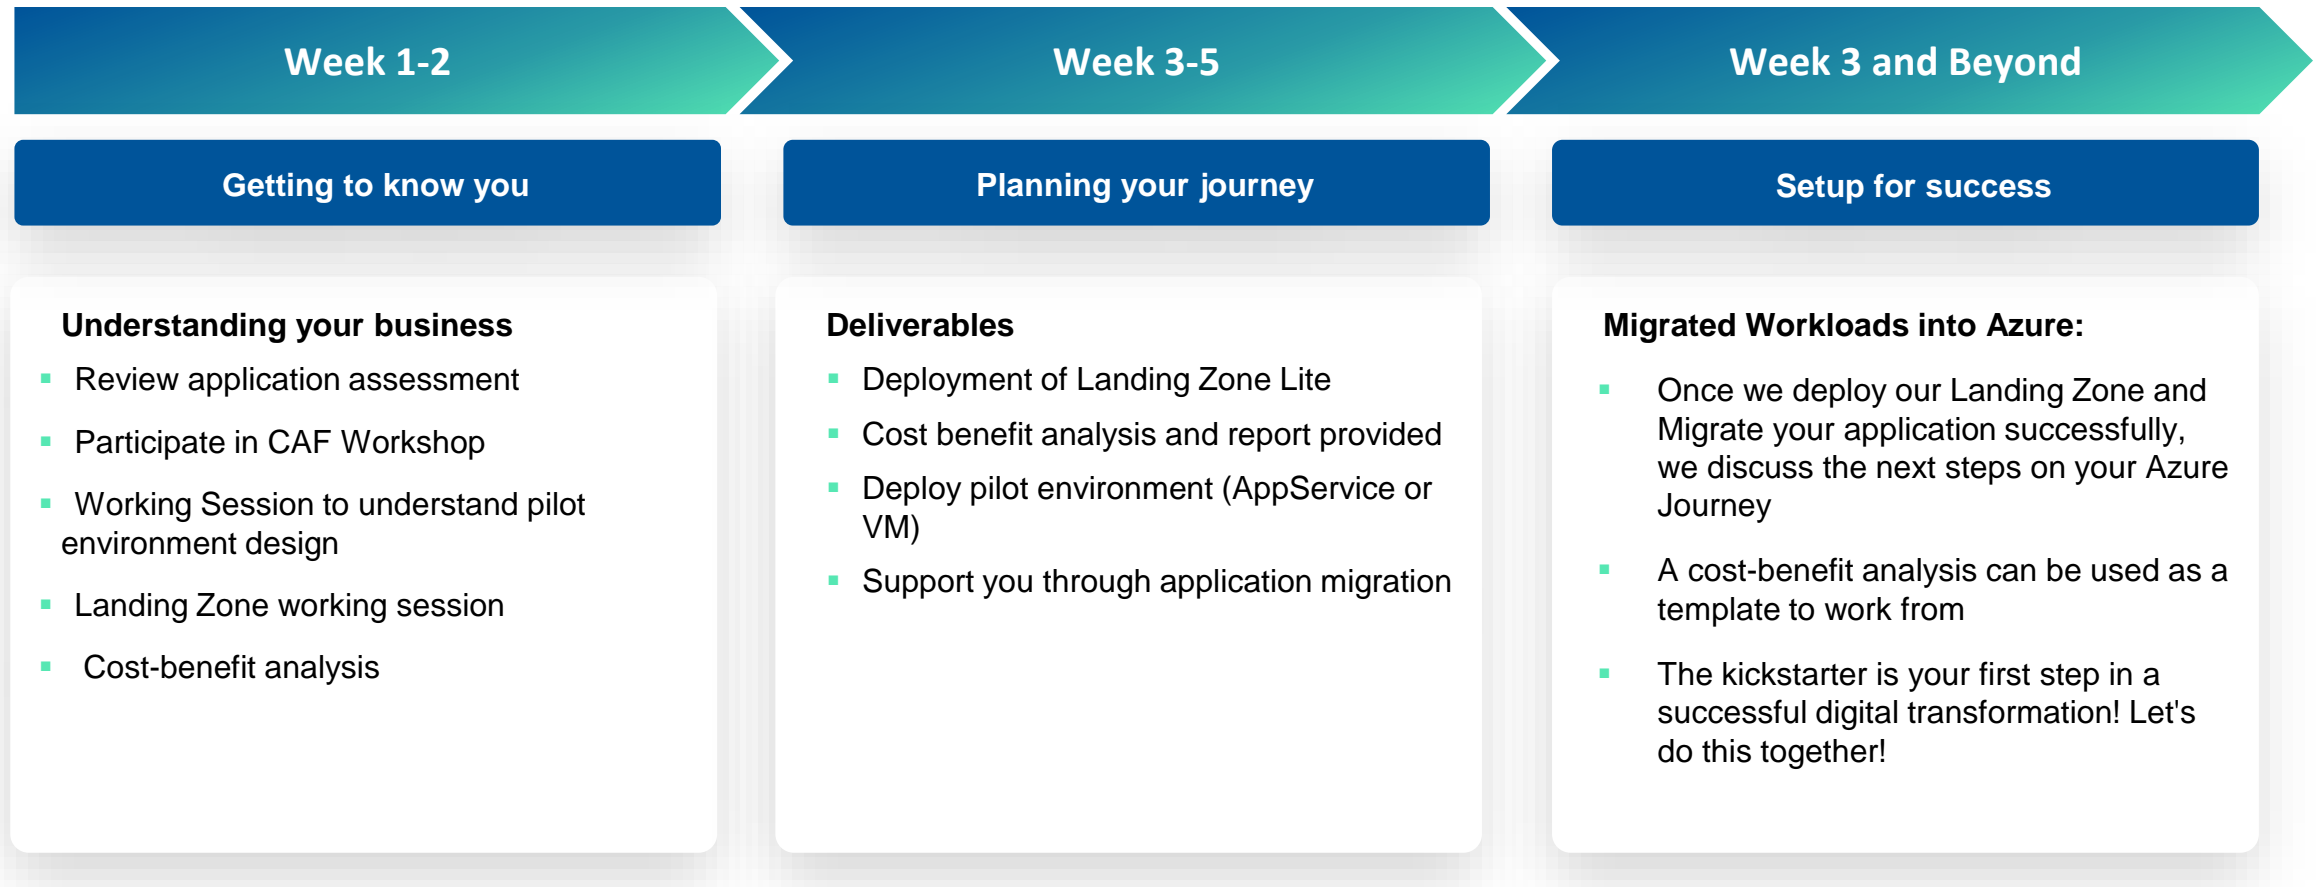 Week 1-2
Week 3-5
Week 3 and Beyond
Getting to know you
Planning your journey
Setup for success
Understanding your business
Review application assessment
Participate in CAF Workshop
Working Session to understand pilot
environment design
Landing Zone working session
Cost-benefit analysis
Deliverables
Deployment of Landing Zone Lite
Cost benefit analysis and report provided
Deploy pilot environment (AppService or
VM)
Support you through application migration
Migrated Workloads into Azure:
Once we deploy our Landing Zone and
Migrate your application successfully,
we discuss the next steps on your Azure
Journey
A cost-benefit analysis can be used as a
template to work from
The kickstarter is your first step in a
successful digital transformation! Let's
do this together!